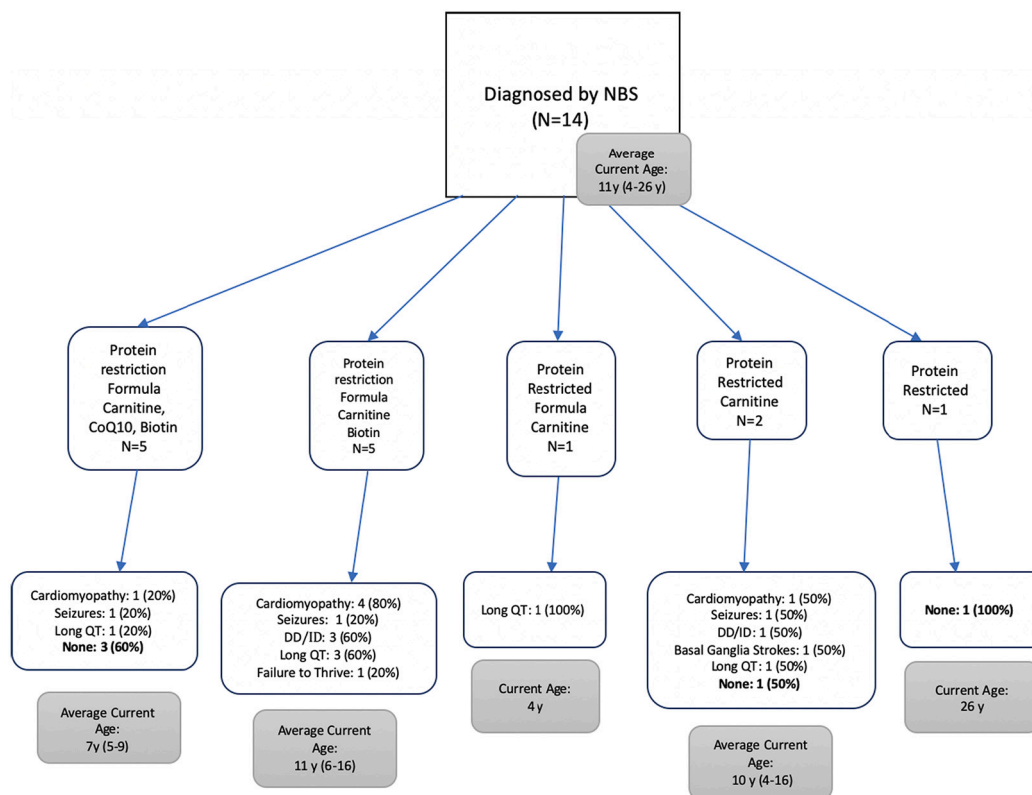 Diagnosed by NBS
(N=14)
Average
Current Age:
11y (4-26 y)
Protein
restriction
Formula
Carnitine,
CoQ10, Biotin
N=5
Protein
restriction
Formula
Carnitine
Biotin
N=5
Protein
Restricted
Formula
Carnitine
N=1
Protein
Restricted
Carnitine
N=2
Protein
Restricted
N=1
Cardiomyopathy: 1 (20%)
Seizures: 1 (20%)
Long QT: 1 (20%)
None: 3 (60%)
Cardiomyopathy: 4 (80%)
Seizures: 1 (20%)
DD/ID: 3 (60%)
Long QT: 3 (60%)
Failure to Thrive: 1 (20%)
Long QT: 1 (100%)
Cardiomyopathy: 1 (50%)
Seizures: 1 (50%)
DD/ID: 1 (50%)
Basal Ganglia Strokes: 1 (50%)
Long QT: 1 (50%)
None: 1 (50%)
None: 1 (100%)
Average Current
Age:
7y (5-9)
Average Current
Age:
11 y (6-16)
Current Age:
4 y
Average Current
Age:
10 y (4-16)
Current Age:
26 y